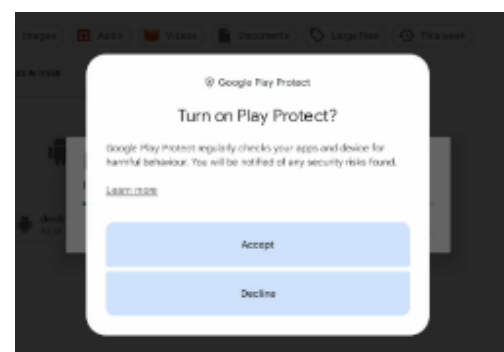 Images Audio Videos Documents Large files This week
Google Play Protect
Turn on Play Protect?
Google Play Protect regularly checks your apps and device for
harmful behaviour. You will be notified of any security risks found.
Learn more
Accept
Decline